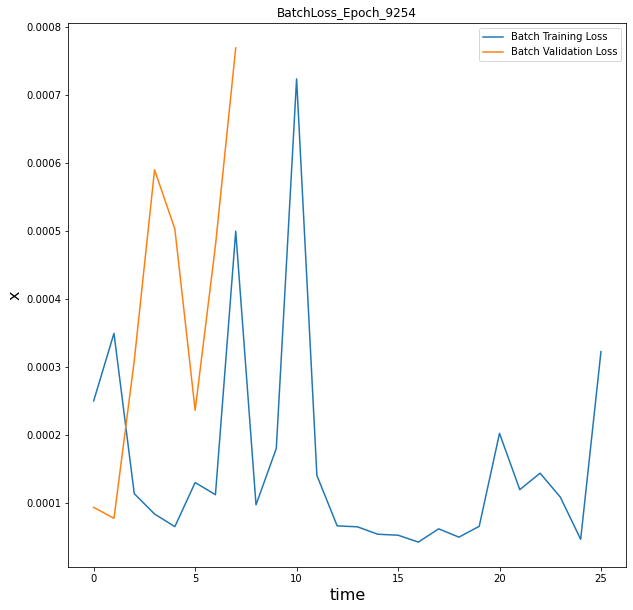 BatchLoss_Epoch_9254
Batch Training Loss
Batch Validation Loss
0.0008
0.0007
0.0006
0.0005
0.0004
0.0003
0.0002
0.0001
x
0 5 10 15 20 25
time